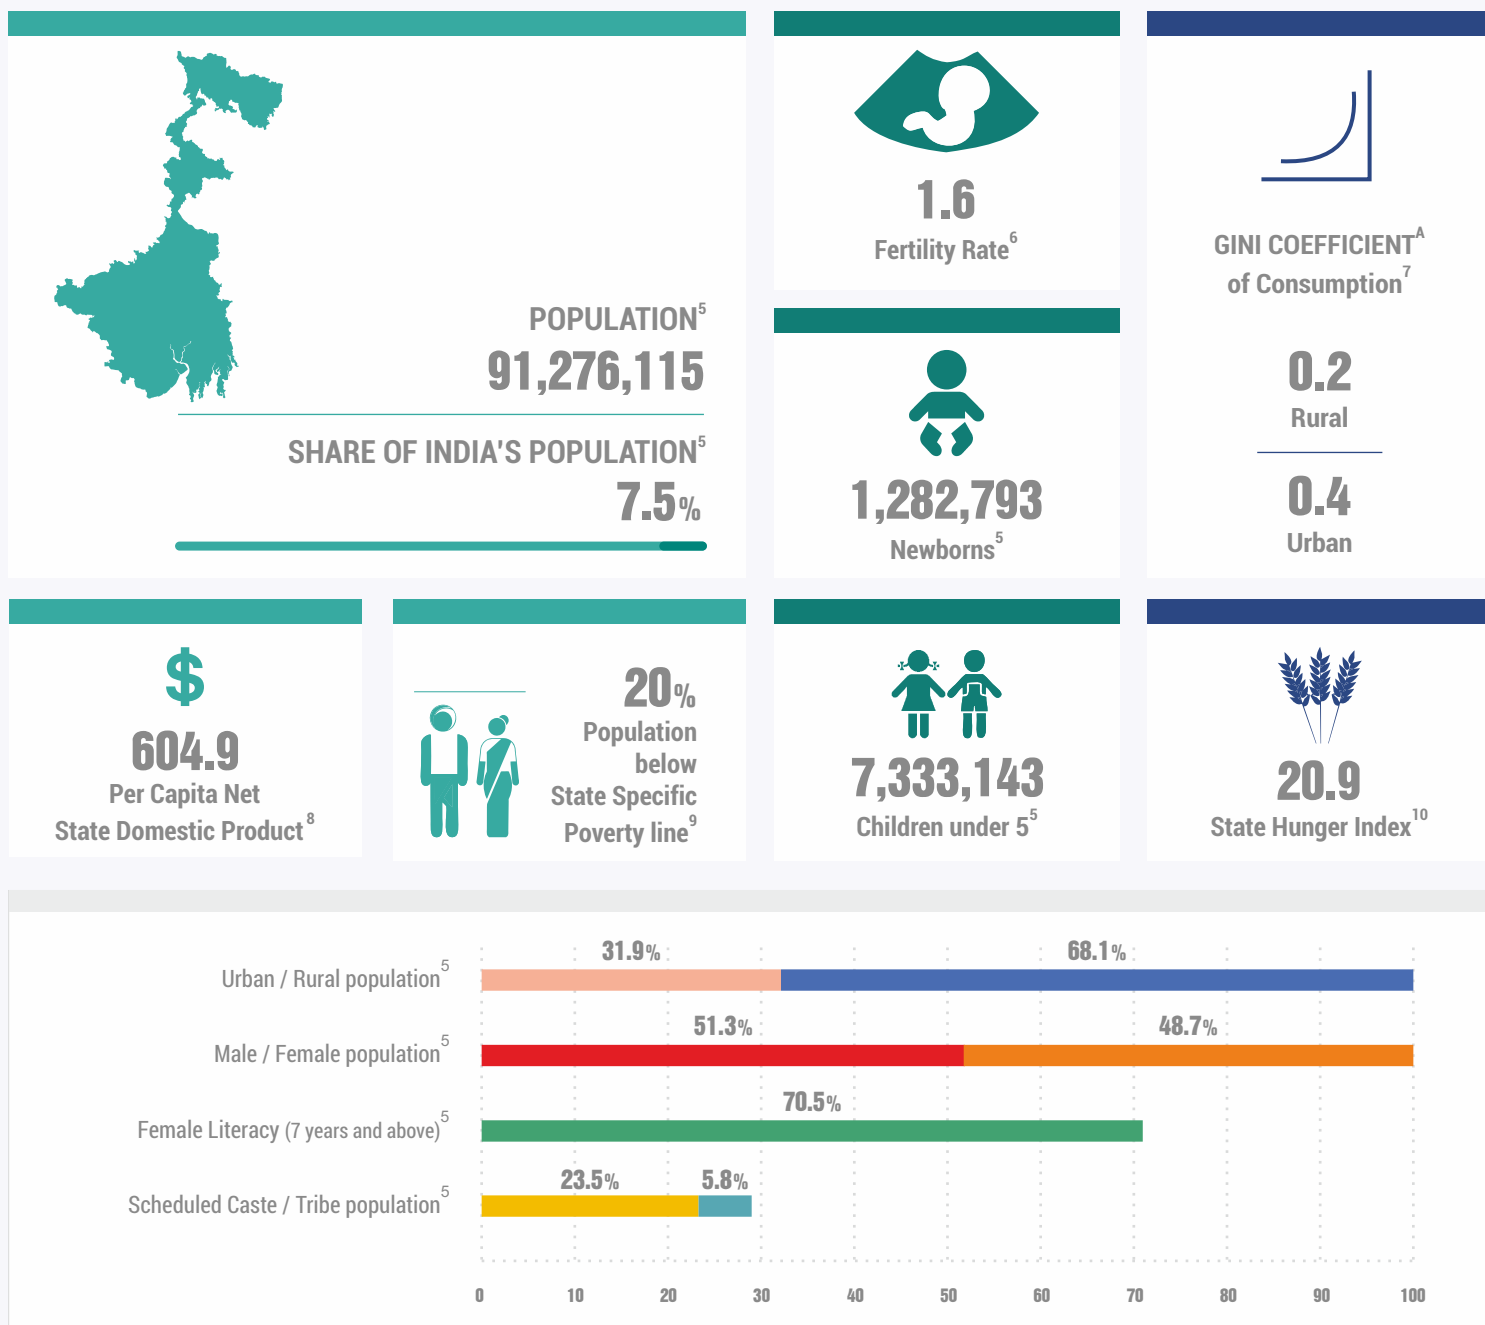 POPULATION5
91,276,115
SHARE OF INDIA'S POPULATION5
7.5%
1.6
Fertility Rate6
1,282,793
Newborns5
GINI COEFFICIENTA
of Consumption7
0.2
Rural
0.4
Urban
$
604.9
Per Capita Net
State Domestic Product8
20%
Population
below
State Specific
Poverty line9
7,333,143
Children under 55
20.9
State Hunger Index10
31.9% 68.1%
Urban / Rural population5
51.3% 48.7%
Male / Female population5
70.5%
Female Literacy (7 years and above)5
23.5% 5.8%
Scheduled Caste / Tribe population5
0 10 20 30 40 50 60 70 80 90 100